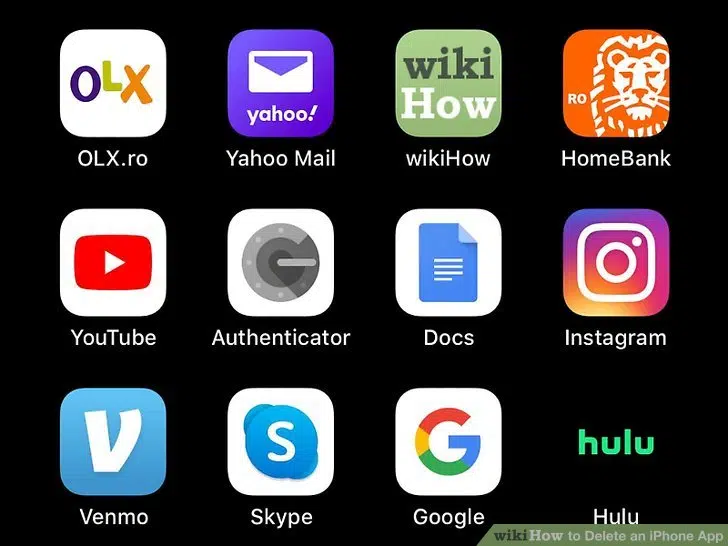 OLX
yahoo!
wiki
How
RO
OLX.ro
Yahoo Mail
wikiHow
HomeBank
YouTube
Authenticator
Docs
Instagram
V
S
G
hulu
Venmo
Skype
Google
Hulu
wikiHow to Delete an iPhone App